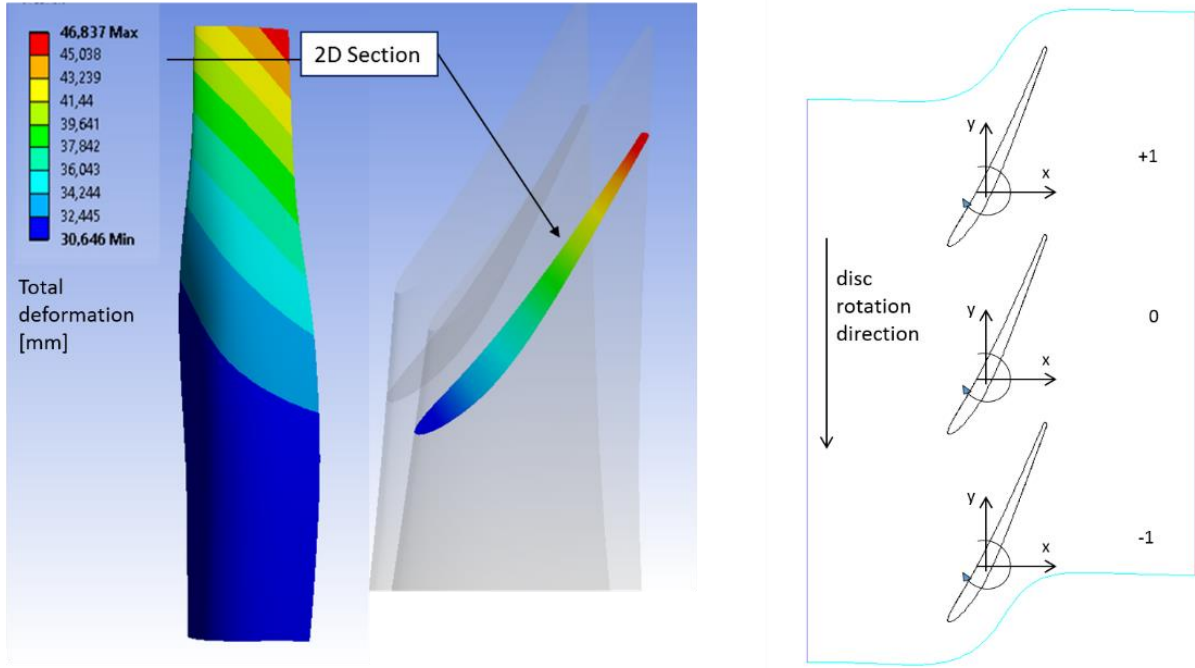 46,837 Max
45,038
43,239
41,44
39,641
37,842
36,043
34,244
32,445
30,646 Min
Total
deformation
[mm]
2D Section
y
x
+1
disc
rotation
direction
y
x
0
y
x
-1